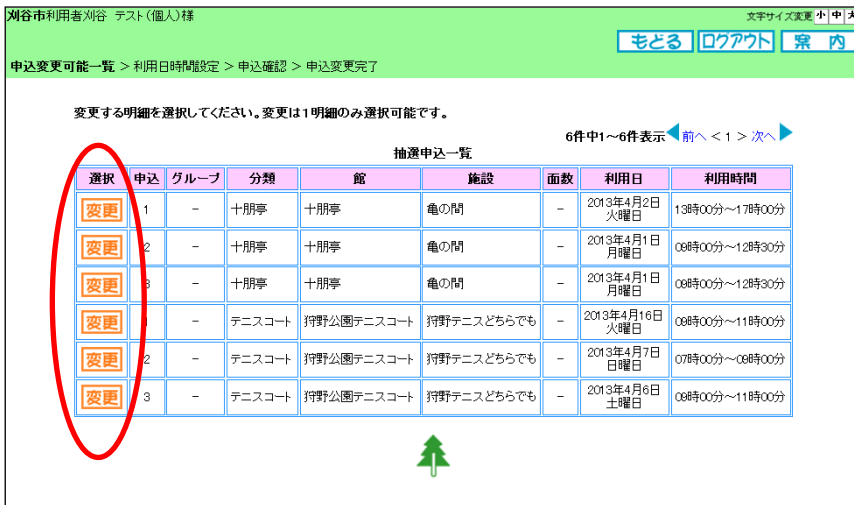 刈谷市利用者刈谷 テスト(個人)様
文字サイズ変更 小 中 大
もどる ログアウト 案 内
申込変更可能一覧 > 利用日時間設定 > 申込確認 > 申込変更完了
変更する明細を選択してください。変更は1明細のみ選択可能です。
6件中1～6件表示 前へ < 1 > 次へ
抽選申込一覧
選択 申込 グループ 分類 館 施設 面数 利用日 利用時間
変更 1 - 十朋亭 十朋亭 亀の間 - 2013年4月2日 火曜日 13時00分～17時00分
変更 2 - 十朋亭 十朋亭 亀の間 - 2013年4月1日 月曜日 09時00分～12時30分
変更 3 - 十朋亭 十朋亭 亀の間 - 2013年4月1日 月曜日 09時00分～12時30分
変更 1 - テニスコート 狩野公園テニスコート 狩野テニスどちらでも - 2013年4月16日 火曜日 09時00分～11時00分
変更 2 - テニスコート 狩野公園テニスコート 狩野テニスどちらでも - 2013年4月7日 日曜日 07時00分～09時00分
変更 3 - テニスコート 狩野公園テニスコート 狩野テニスどちらでも - 2013年4月6日 土曜日 09時00分～11時00分